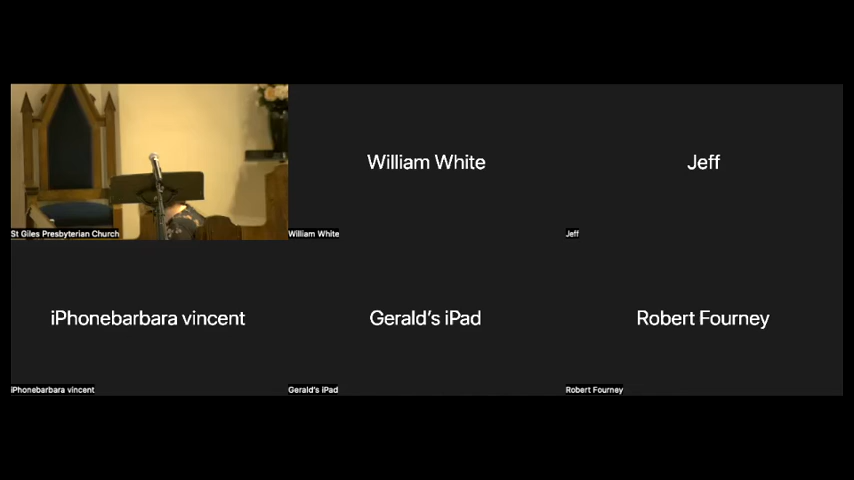 William White
Jeff
St Giles Presbyterian Church
William White
Jeff
iPhonebarbara vincent
Gerald's iPad
Robert Fourney
iPhonebarbara vincent
Gerald's iPad
Robert Fourney